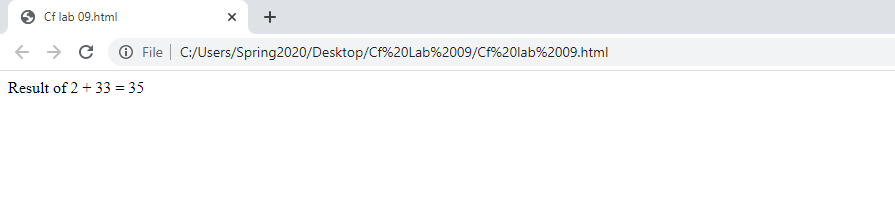 Cf lab 09.html
File C:/Users/Spring2020/Desktop/Cf%20Lab%2009/Cf%20lab%2009.html
Result of 2 + 33 = 35